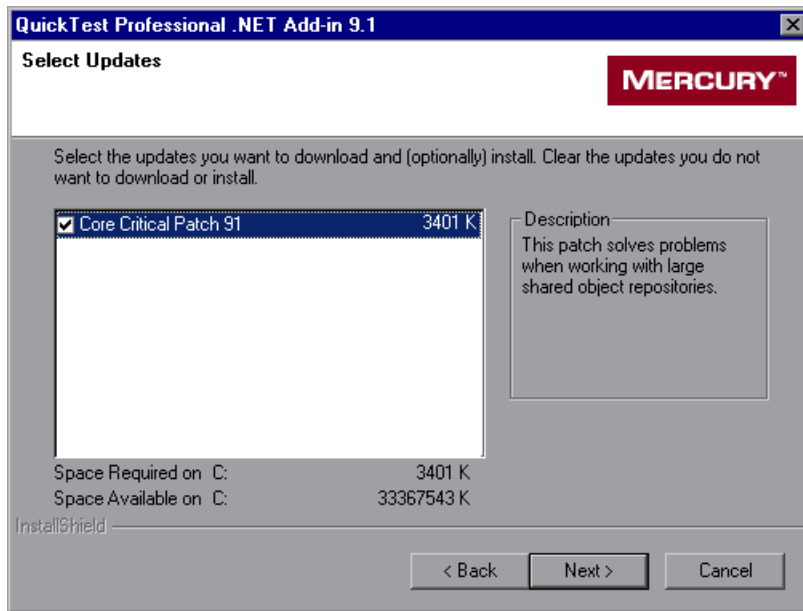 QuickTest Professional .NET Add-in 9.1
Select Updates
MERCURY™
Select the updates you want to download and (optionally) install. Clear the updates you do not
want to download or install.
Core Critical Patch 91 3401 K
Description
This patch solves problems
when working with large
shared object repositories.
Space Required on C: 3401 K
Space Available on C: 33367543 K
InstallShield
< Back Next > Cancel